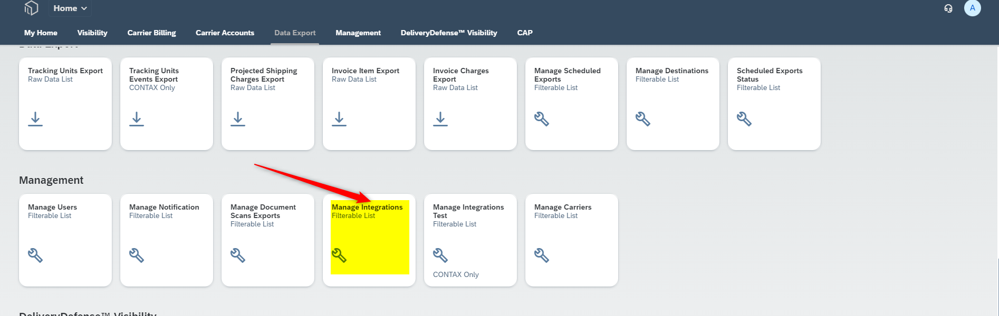 Home
A
My Home
Visibility
Carrier Billing
Carrier Accounts
Data Export
Management
DeliveryDefense™ Visibility
CAP
Data Export
Tracking Units Export
Raw Data List
Tracking Units
Events Export
CONTAX Only
Projected Shipping
Charges Export
Raw Data List
Invoice Item Export
Raw Data List
Invoice Charges
Export
Raw Data List
Manage Scheduled
Exports
Filterable List
Manage Destinations
Filterable List
Scheduled Exports
Status
Filterable List
Management
Manage Users
Filterable List
Manage Notification
Filterable List
Manage Document
Scans Exports
Filterable List
Manage Integrations
Filterable List
Manage Integrations
Test
Filterable List
CONTAX Only
Manage Carriers
Filterable List
DeliveryDefense™ Visibility